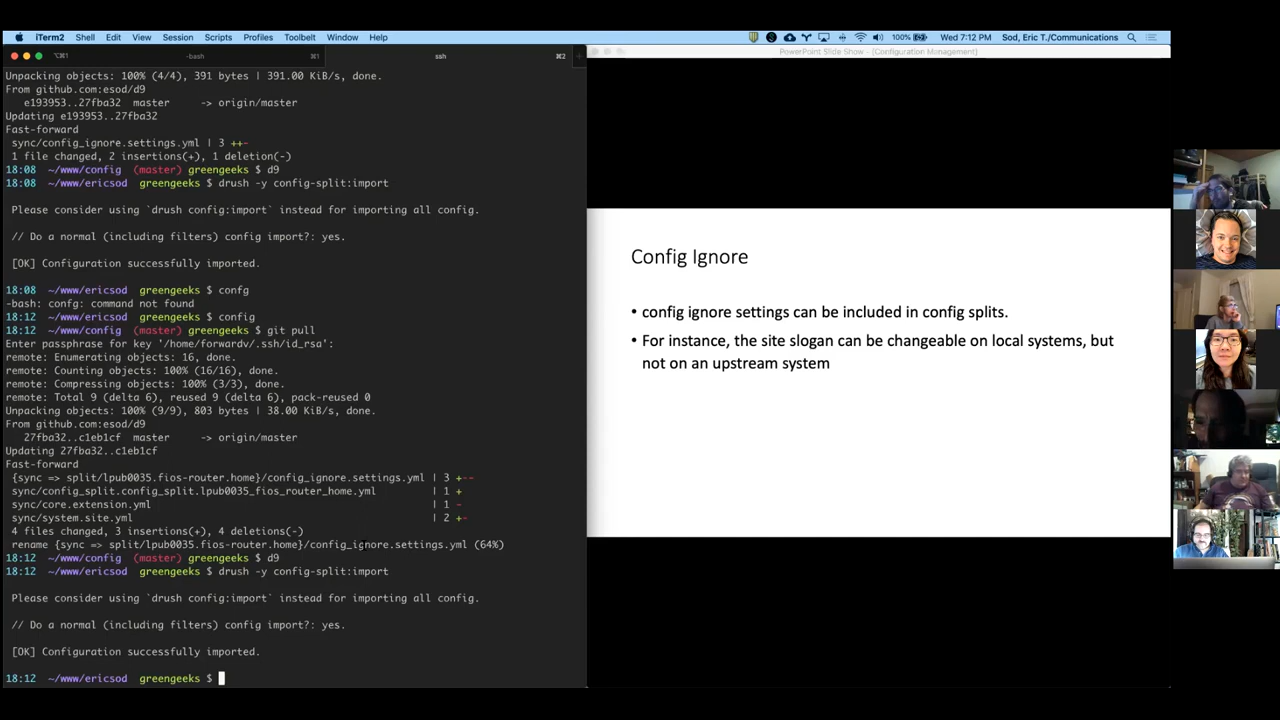 iTerm2 Shell Edit View Session Scripts Profiles Toolbelt Window Help
100% Wed 7:12 PM Sod, Eric T./Communications
⌥⌘1 -bash ⌘1 ssh ⌘2
PowerPoint Slide Show - [Configuration Management]
Unpacking objects: 100% (4/4), 391 bytes | 391.00 KiB/s, done.
From github.com:esod/d9
e193953..27fba32 master -> origin/master
Updating e193953..27fba32
Fast-forward
sync/config_ignore.settings.yml | 3 ++-
1 file changed, 2 insertions(+), 1 deletion(-)
18:08 ~/www/config (master) greengeeks $ d9
18:08 ~/www/ericsod greengeeks $ drush -y config-split:import
Please consider using `drush config:import` instead for importing all config.
// Do a normal (including filters) config import?: yes.
[OK] Configuration successfully imported.
18:08 ~/www/ericsod greengeeks $ confg
-bash: confg: command not found
18:12 ~/www/ericsod greengeeks $ config
18:12 ~/www/config (master) greengeeks $ git pull
Enter passphrase for key '/home/forwardv/.ssh/id_rsa':
remote: Enumerating objects: 16, done.
remote: Counting objects: 100% (16/16), done.
remote: Compressing objects: 100% (3/3), done.
remote: Total 9 (delta 6), reused 9 (delta 6), pack-reused 0
Unpacking objects: 100% (9/9), 803 bytes | 38.00 KiB/s, done.
From github.com:esod/d9
27fba32..c1eb1cf master -> origin/master
Updating 27fba32..c1eb1cf
Fast-forward
{sync => split/lpub0035.fios-router.home}/config_ignore.settings.yml | 3 +--
sync/config_split.config_split.lpub0035_fios_router_home.yml | 1 +
sync/core.extension.yml | 1 -
sync/system.site.yml | 2 +-
4 files changed, 3 insertions(+), 4 deletions(-)
rename {sync => split/lpub0035.fios-router.home}/config_ignore.settings.yml (64%)
18:12 ~/www/config (master) greengeeks $ d9
18:12 ~/www/ericsod greengeeks $ drush -y config-split:import
Please consider using `drush config:import` instead for importing all config.
// Do a normal (including filters) config import?: yes.
[OK] Configuration successfully imported.
18:12 ~/www/ericsod greengeeks $
Config Ignore
• config ignore settings can be included in config splits.
• For instance, the site slogan can be changeable on local systems, but
not on an upstream system